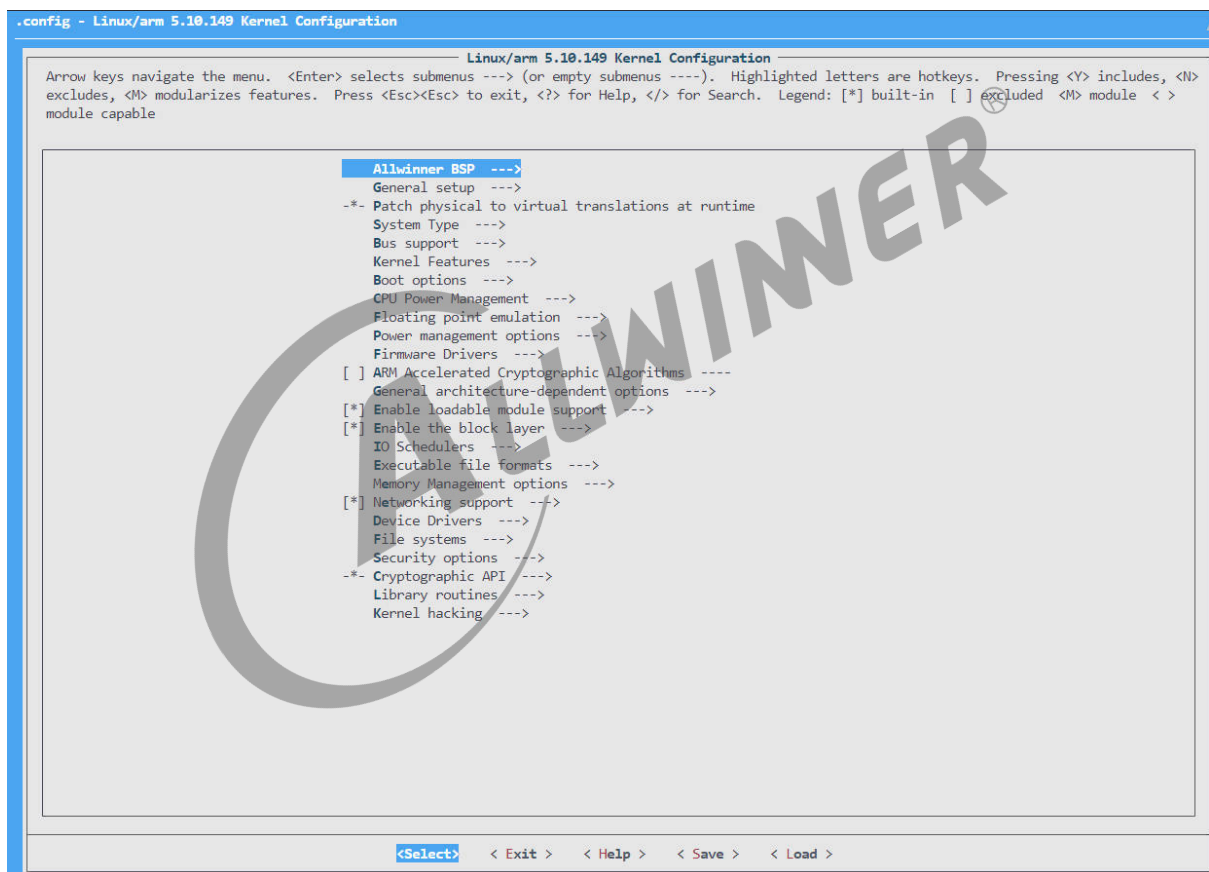 .config - Linux/arm 5.10.149 Kernel Configuration
Linux/arm 5.10.149 Kernel Configuration
Arrow keys navigate the menu. <Enter> selects submenus ---> (or empty submenus ----). Highlighted letters are hotkeys. Pressing <Y> includes, <N>
excludes, <M> modularizes features. Press <Esc><Esc> to exit, <?> for Help, </> for Search. Legend: [*] built-in [ ] excluded <M> module < >
module capable
Allwinner BSP --->
General setup --->
-*- Patch physical to virtual translations at runtime
System Type --->
Bus support --->
Kernel Features --->
Boot options --->
CPU Power Management --->
Floating point emulation --->
Power management options --->
Firmware Drivers --->
[ ] ARM Accelerated Cryptographic Algorithms ----
General architecture-dependent options --->
[*] Enable loadable module support --->
[*] Enable the block layer --->
IO Schedulers --->
Executable file formats --->
Memory Management options --->
[*] Networking support --->
Device Drivers --->
File systems --->
Security options --->
-*- Cryptographic API --->
Library routines --->
Kernel hacking --->
<Select> < Exit > < Help > < Save > < Load >
ALLWINNER®